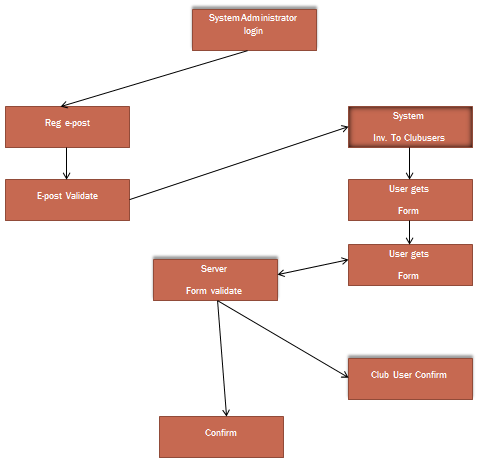 System Administrator
login
Reg e-post
System
Inv. To Clubusers
E-post Validate
User gets
Form
User gets
Form
Server
Form validate
Club User Confirm
Confirm